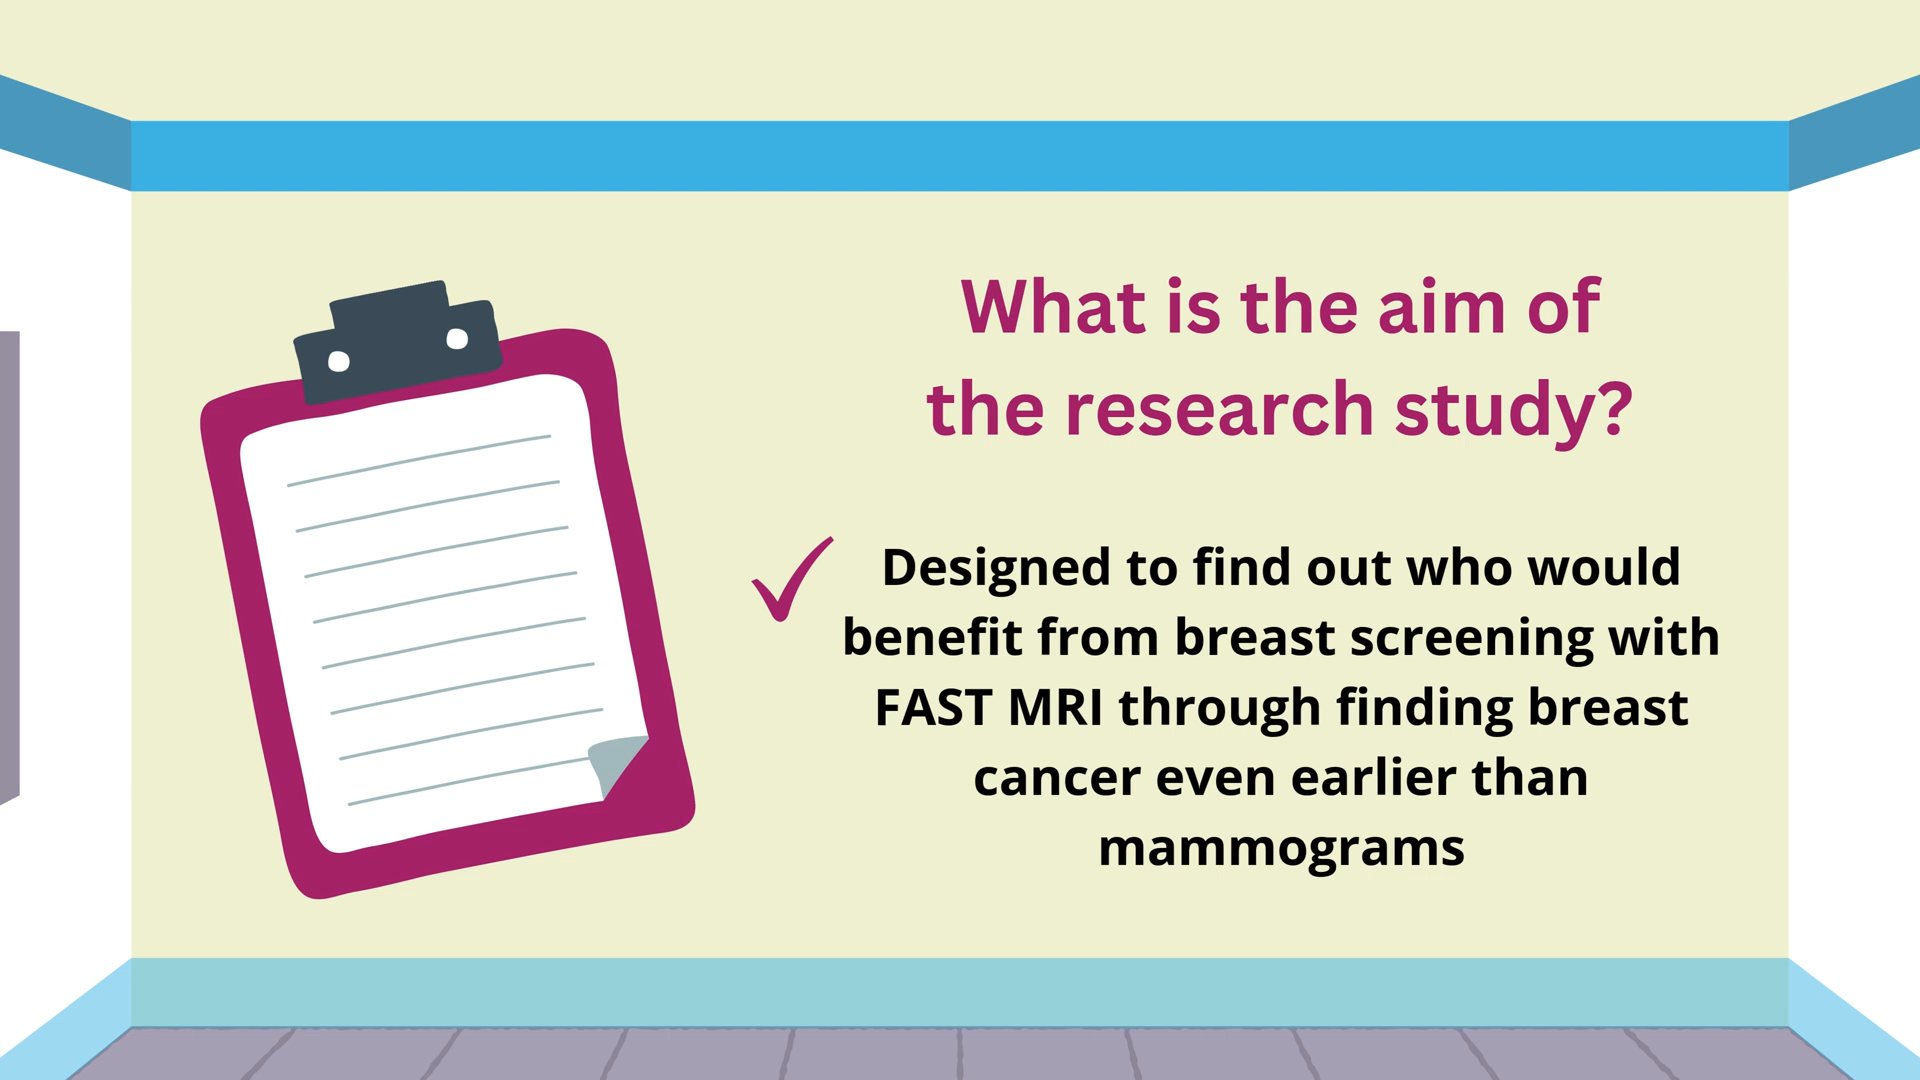 What is the aim of
the research study?
Designed to find out who would
benefit from breast screening with
FAST MRI through finding breast
cancer even earlier than
mammograms